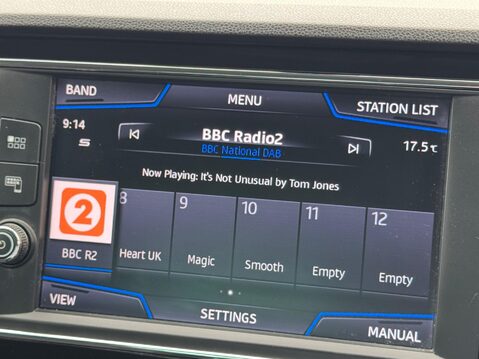 BAND
MENU
STATION LIST
9:14
BBC Radio2
BBC National DAB
17.5°C
Now Playing: It's Not Unusual by Tom Jones
2
BBC R2
8
Heart UK
9
Magic
10
Smooth
11
Empty
12
Empty
VIEW
SETTINGS
MANUAL